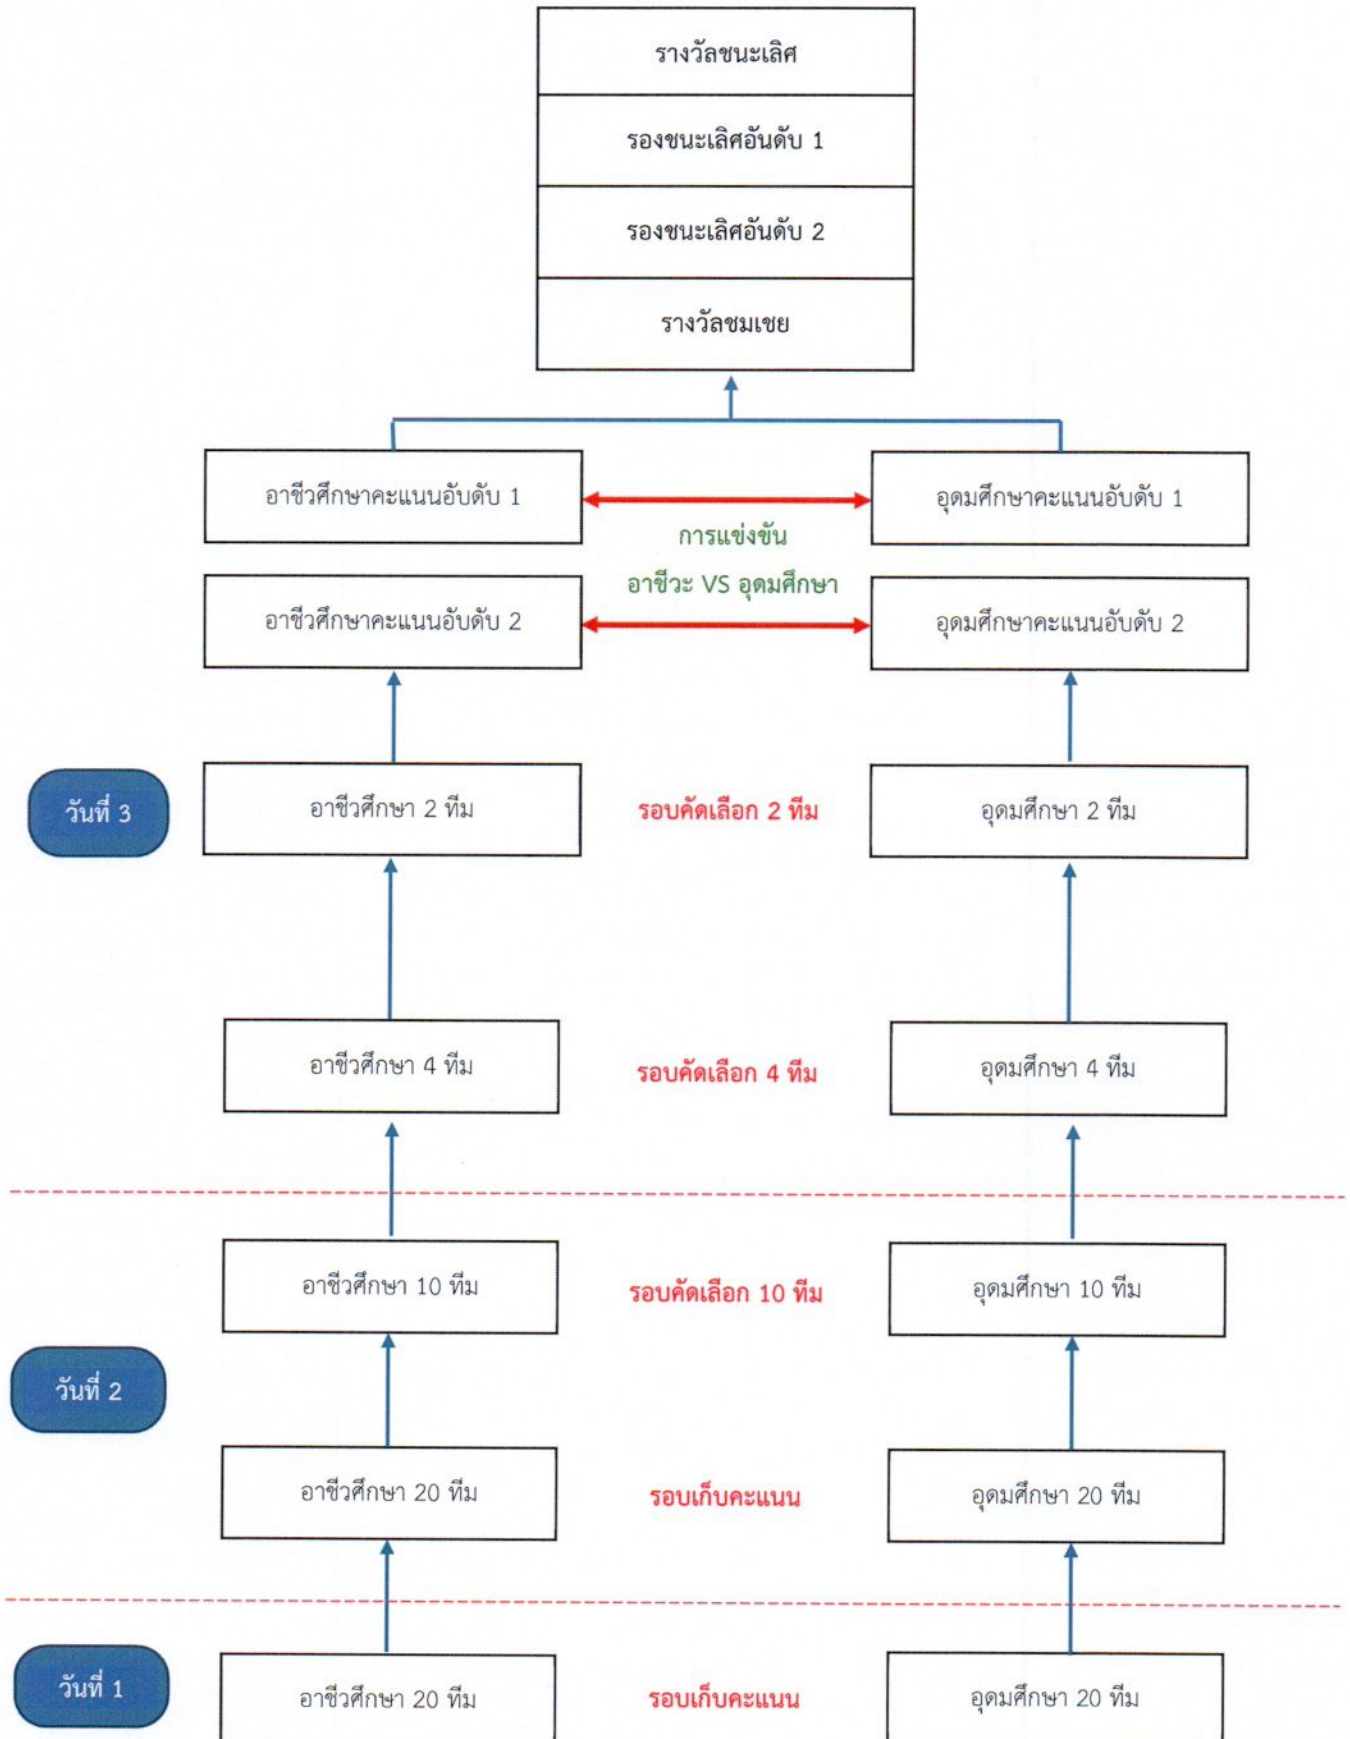 รางวัลชนะเลิศ
รองชนะเลิศอันดับ 1
รองชนะเลิศอันดับ 2
รางวัลชมเชย
อาชีวศึกษาคะแนนอับดับ 1
อุดมศึกษาคะแนนอับดับ 1
การแข่งขัน
อาชีวะ VS อุดมศึกษา
อาชีวศึกษาคะแนนอับดับ 2
อุดมศึกษาคะแนนอับดับ 2
วันที่ 3
อาชีวศึกษา 2 ทีม
รอบคัดเลือก 2 ทีม
อุดมศึกษา 2 ทีม
อาชีวศึกษา 4 ทีม
รอบคัดเลือก 4 ทีม
อุดมศึกษา 4 ทีม
อาชีวศึกษา 10 ทีม
รอบคัดเลือก 10 ทีม
อุดมศึกษา 10 ทีม
วันที่ 2
อาชีวศึกษา 20 ทีม
รอบเก็บคะแนน
อุดมศึกษา 20 ทีม
วันที่ 1
อาชีวศึกษา 20 ทีม
รอบเก็บคะแนน
อุดมศึกษา 20 ทีม